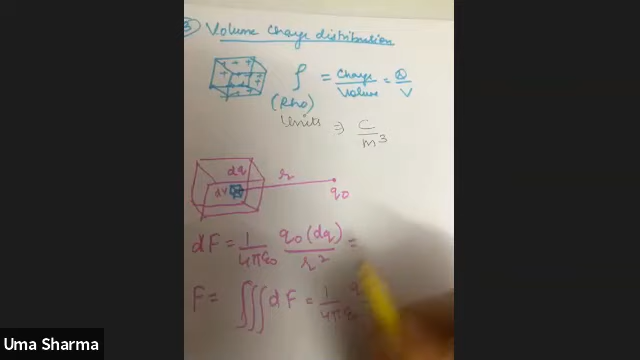 ③ Volume charge distribution
+ + + + + +
ρ = Charge/Volume = Q/V
(Rho)
Units ⇒ C/m³
dq
dv
r
q₀
dF = 1/4πε₀ q₀(dq)/r² =
F = ∭dF = 1/4πε₀ q
Uma Sharma